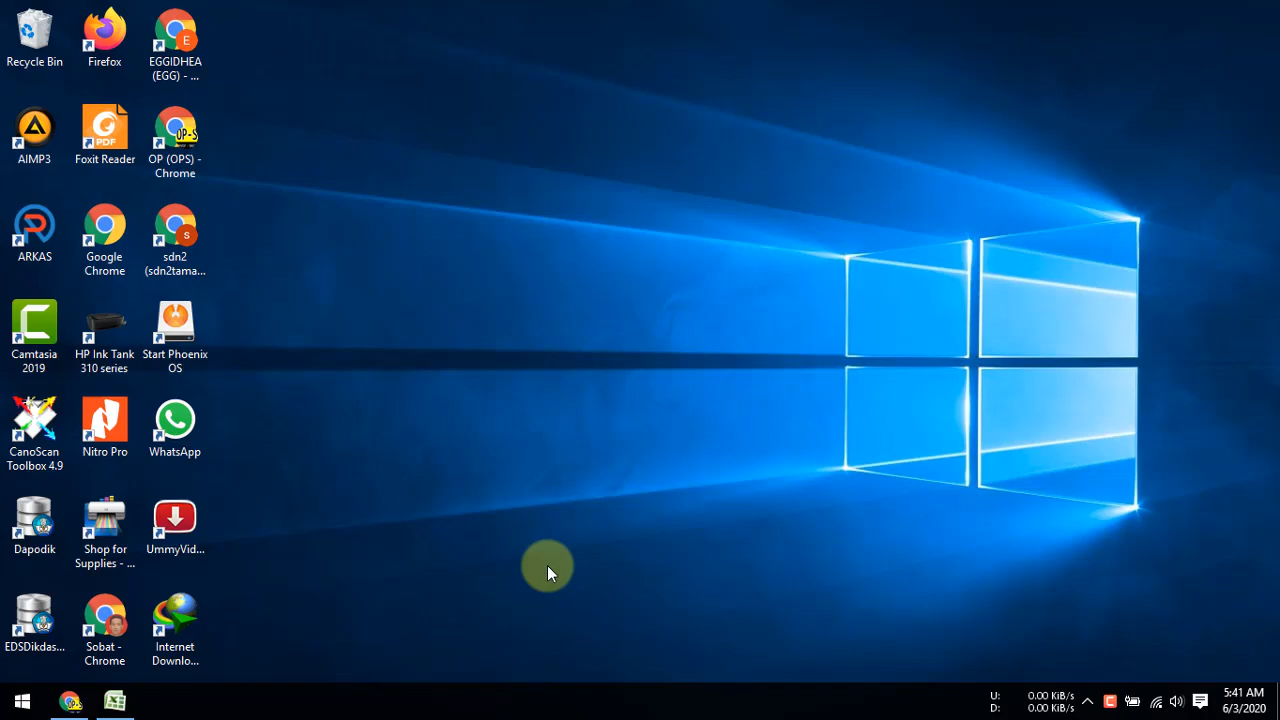 Recycle Bin
Firefox
EGGIDHEA
(EGG) - ...
AIMP3
Foxit Reader
PDF
OP (OPS) -
Chrome
OP-S
ARKAS
Google
Chrome
sdn2
(sdn2tama...
Camtasia
2019
HP Ink Tank
310 series
Start Phoenix
OS
CanoScan
Toolbox 4.9
Nitro Pro
WhatsApp
Dapodik
Shop for
Supplies - ...
UmmyVid...
EDSDikdas...
Sobat -
Chrome
Internet
Downlo...
U: 0.00 KiB/s
D: 0.00 KiB/s
5:41 AM
6/3/2020